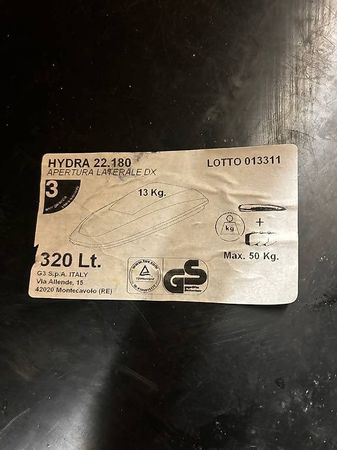 HYDRA 22.180
APERTURA LATERALE DX
LOTTO 013311
3
13 Kg.
kg
+
Max. 50 Kg.
320 Lt.
G3 S.p.A. ITALY
Via Allende, 15
42020 Montecavolo (RE)
GS